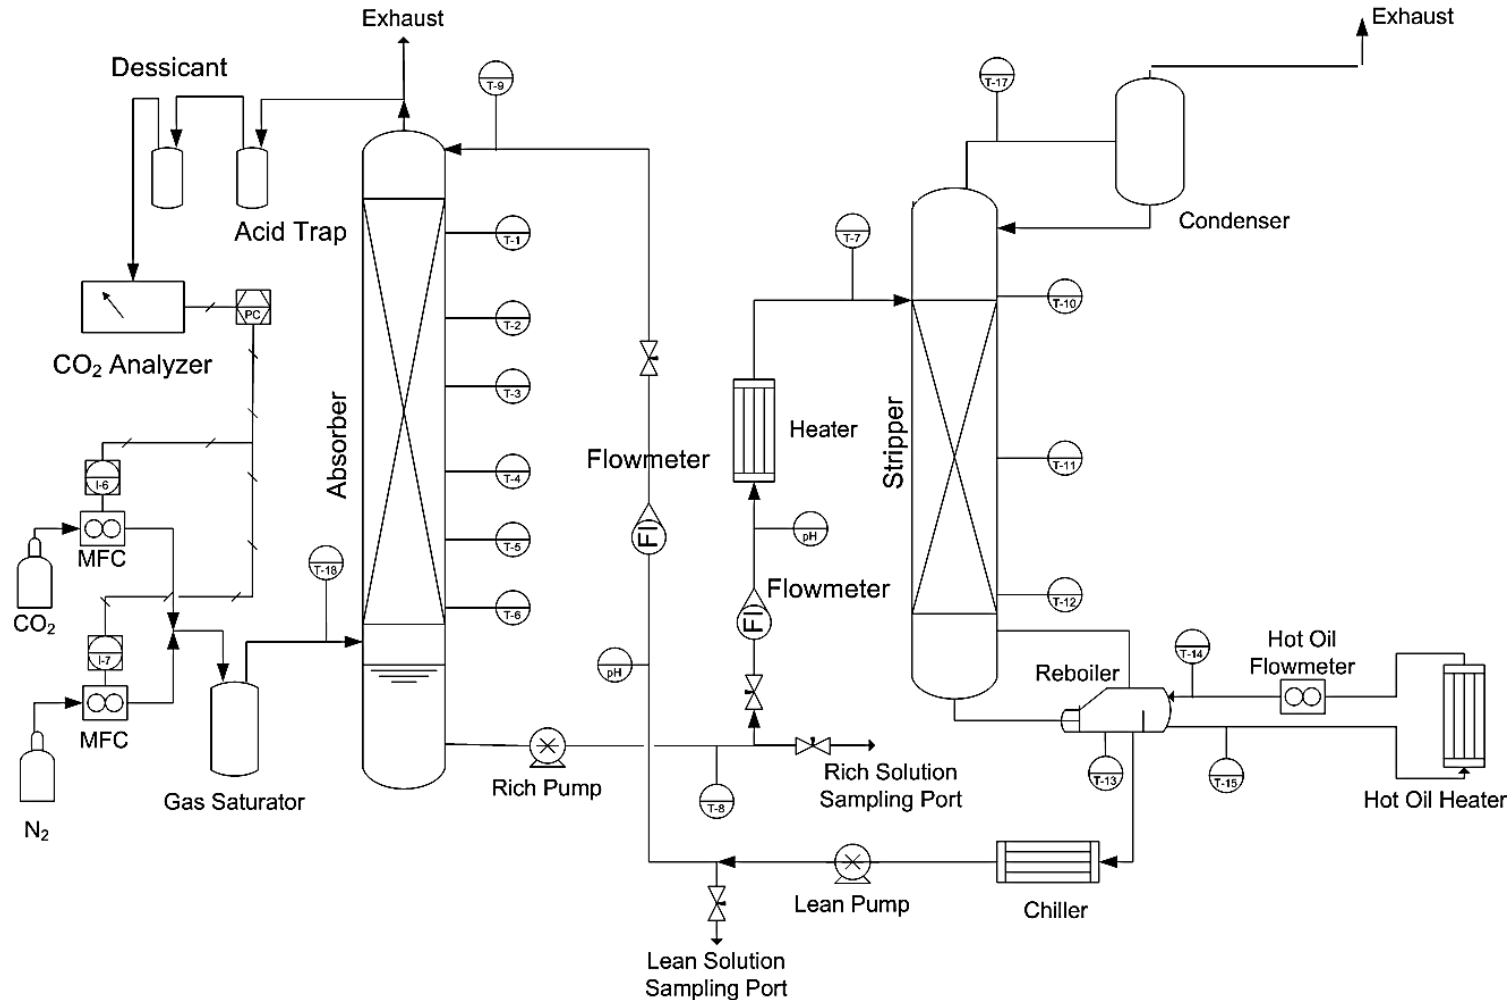 Exhaust
Exhaust
Dessicant
T-9
T-17
Acid Trap
T-1
T-7
Condenser
PC
T-2
T-10
CO₂ Analyzer
T-3
Absorber
Flowmeter
Heater
Stripper
T-11
I-6
T-4
MFC
FI
pH
T-5
T-18
CO₂
Flowmeter
T-12
T-6
FI
I-7
pH
T-14
Hot Oil
Flowmeter
Reboiler
MFC
Rich Pump
T-8
T-13
T-15
Rich Solution
Sampling Port
Gas Saturator
Hot Oil Heater
N₂
Lean Pump
Chiller
Lean Solution
Sampling Port